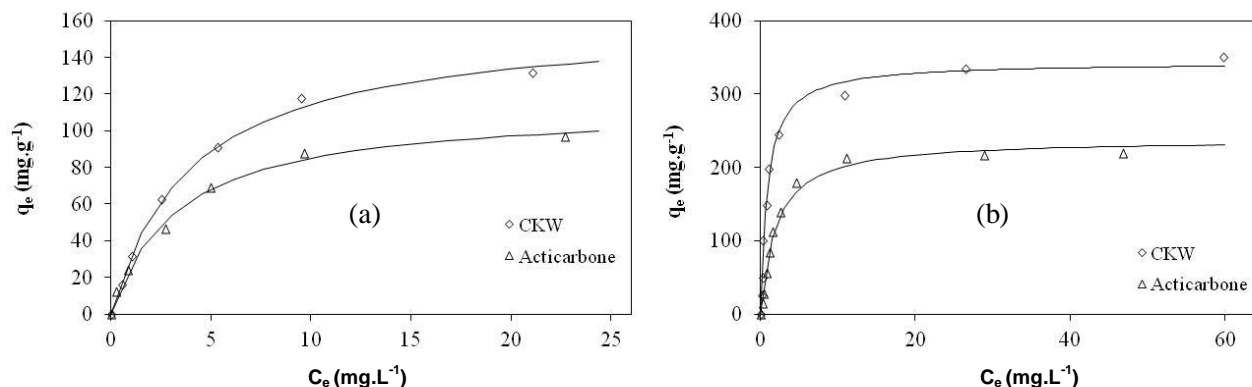 160
140
120
100
80
60
40
20
0
qe (mg.g-1)
(a)
CKW
Acticarbone
0 5 10 15 20 25
Ce (mg.L-1)
400
300
200
100
0
qe (mg.g-1)
(b)
CKW
Acticarbone
0 20 40 60
Ce (mg.L-1)